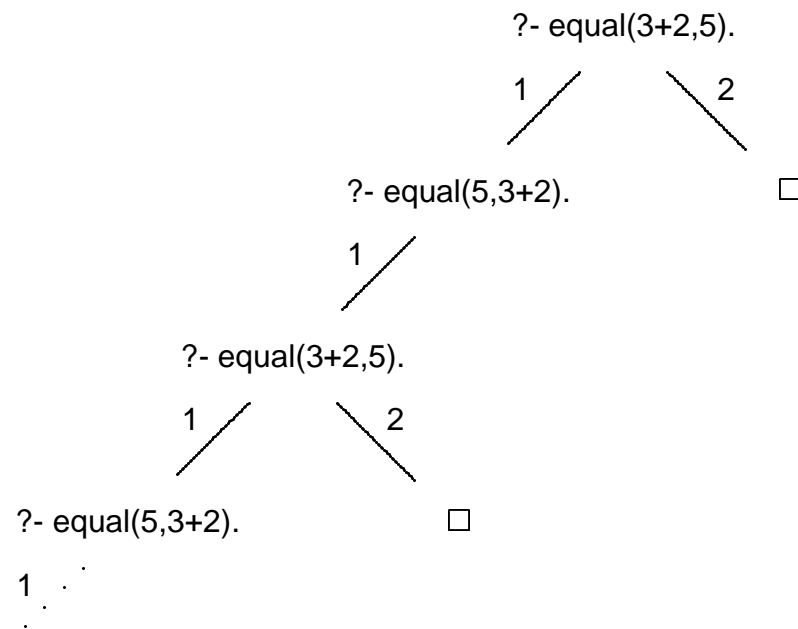 ?- equal(3+2,5).
1 2
?- equal(5,3+2).
1
?- equal(3+2,5).
1 2
?- equal(5,3+2).
1